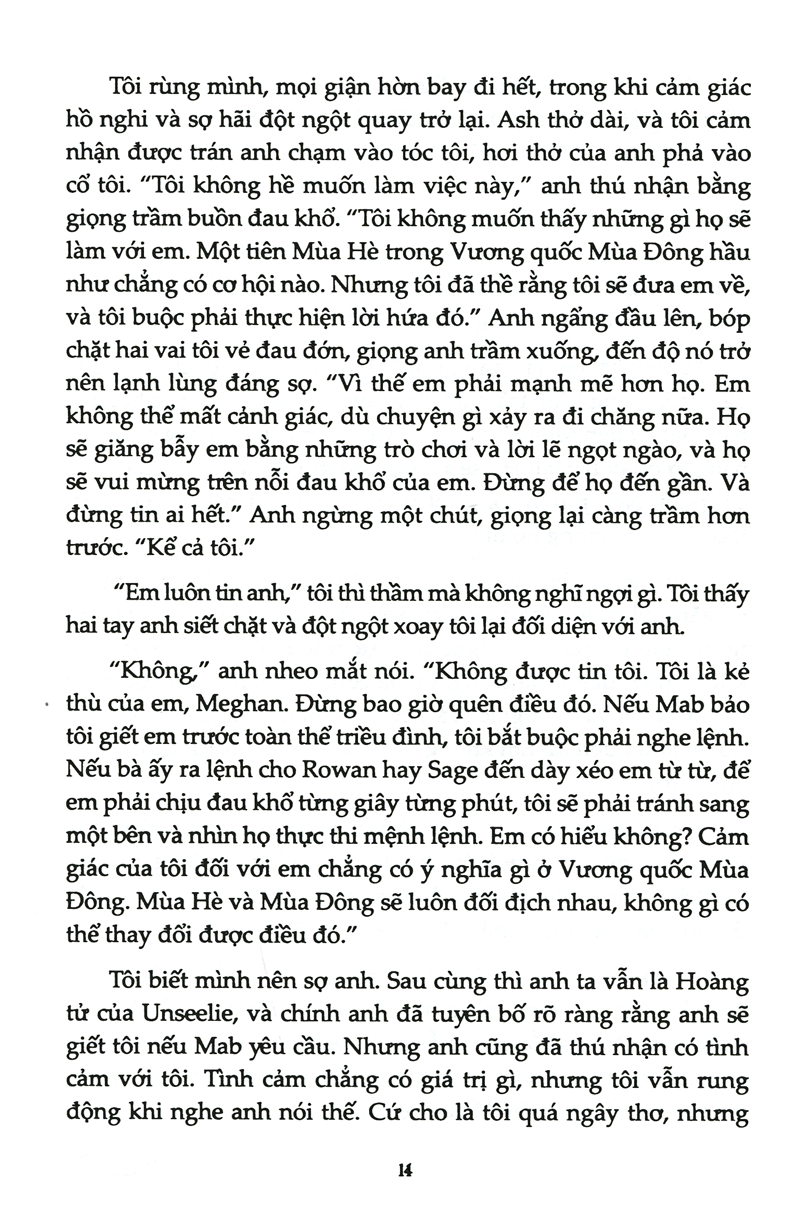 Tôi rùng mình, mọi giận hờn bay đi hết, trong khi cảm giác
hồ nghi và sợ hãi đột ngột quay trở lại. Ash thở dài, và tôi cảm
nhận được trán anh chạm vào tóc tôi, hơi thở của anh phả vào
cổ tôi. “Tôi không hề muốn làm việc này,” anh thú nhận bằng
giọng trầm buồn đau khổ. “Tôi không muốn thấy những gì họ sẽ
làm với em. Một tiên Mùa Hè trong Vương quốc Mùa Đông hầu
như chẳng có cơ hội nào. Nhưng tôi đã thề rằng tôi sẽ đưa em về,
và tôi buộc phải thực hiện lời hứa đó.” Anh ngẩng đầu lên, bóp
chặt hai vai tôi vẻ đau đớn, giọng anh trầm xuống, đến độ nó trở
nên lạnh lùng đáng sợ. “Vì thế em phải mạnh mẽ hơn họ. Em
không thể mất cảnh giác, dù chuyện gì xảy ra đi chăng nữa. Họ
sẽ giăng bẫy em bằng những trò chơi và lời lẽ ngọt ngào, và họ
sẽ vui mừng trên nỗi đau khổ của em. Đừng để họ đến gần. Và
đừng tin ai hết.” Anh ngừng một chút, giọng lại càng trầm hơn
trước. “Kể cả tôi.”
“Em luôn tin anh,” tôi thì thầm mà không nghĩ ngợi gì. Tôi thấy
hai tay anh siết chặt và đột ngột xoay tôi lại đối diện với anh.
“Không,” anh nheo mắt nói. “Không được tin tôi. Tôi là kẻ
thù của em, Meghan. Đừng bao giờ quên điều đó. Nếu Mab bảo
tôi giết em trước toàn thể triều đình, tôi bắt buộc phải nghe lệnh.
Nếu bà ấy ra lệnh cho Rowan hay Sage đến dày xéo em từ từ, để
em phải chịu đau khổ từng giây từng phút, tôi sẽ phải tránh sang
một bên và nhìn họ thực thi mệnh lệnh. Em có hiểu không? Cảm
giác của tôi đối với em chẳng có ý nghĩa gì ở Vương quốc Mùa
Đông. Mùa Hè và Mùa Đông sẽ luôn đối địch nhau, không gì có
thể thay đổi được điều đó.”
Tôi biết mình nên sợ anh. Sau cùng thì anh ta vẫn là Hoàng
tử của Unseelie, và chính anh đã tuyên bố rõ ràng rằng anh sẽ
giết tôi nếu Mab yêu cầu. Nhưng anh cũng đã thú nhận có tình
cảm với tôi. Tình cảm chẳng có giá trị gì, nhưng tôi vẫn rung
động khi nghe anh nói thế. Cứ cho là tôi quá ngây thơ, nhưng
14